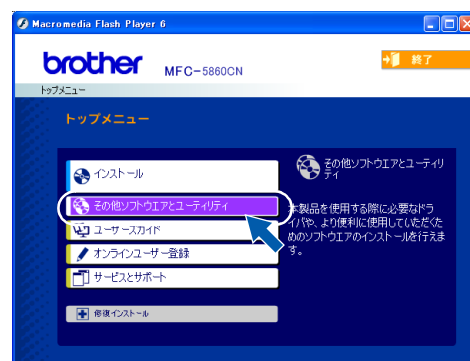 Macromedia Flash Player 6
brother MFC-5860CN
終了
トップメニュー
トップメニュー
インストール
その他ソフトウエアとユーティリティ
ユーザーズガイド
オンラインユーザー登録
サービスとサポート
修復インストール
その他ソフトウエアとユーティリ
ティ
本製品を使用する際に必要なドラ
イバや、より便利に使用していただくた
めのソフトウエアのインストールを行えま
す。